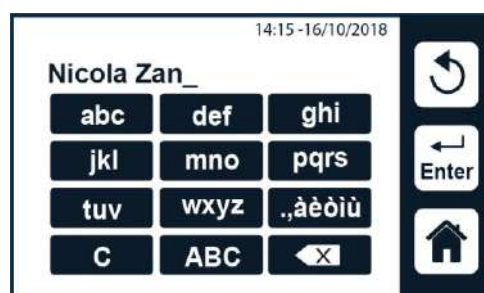 14:15 -16/10/2018
Nicola Zan_
abc def ghi
jkl mno pqrs
Enter
tuv wxyz .,àèòìù
C ABC X